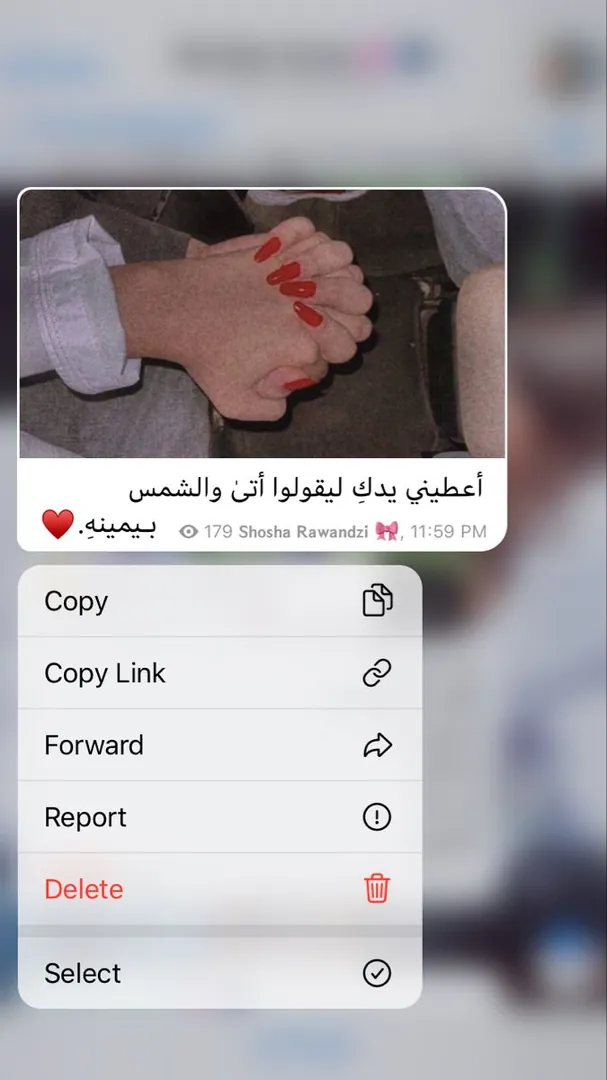 أعطيني يدكِ ليقولوا أتىٰ والشمس
بـيمينهِ.♥️
179 Shosha Rawandzi 🎀, 11:59 PM
Copy
Copy Link
Forward
Report
Delete
Select